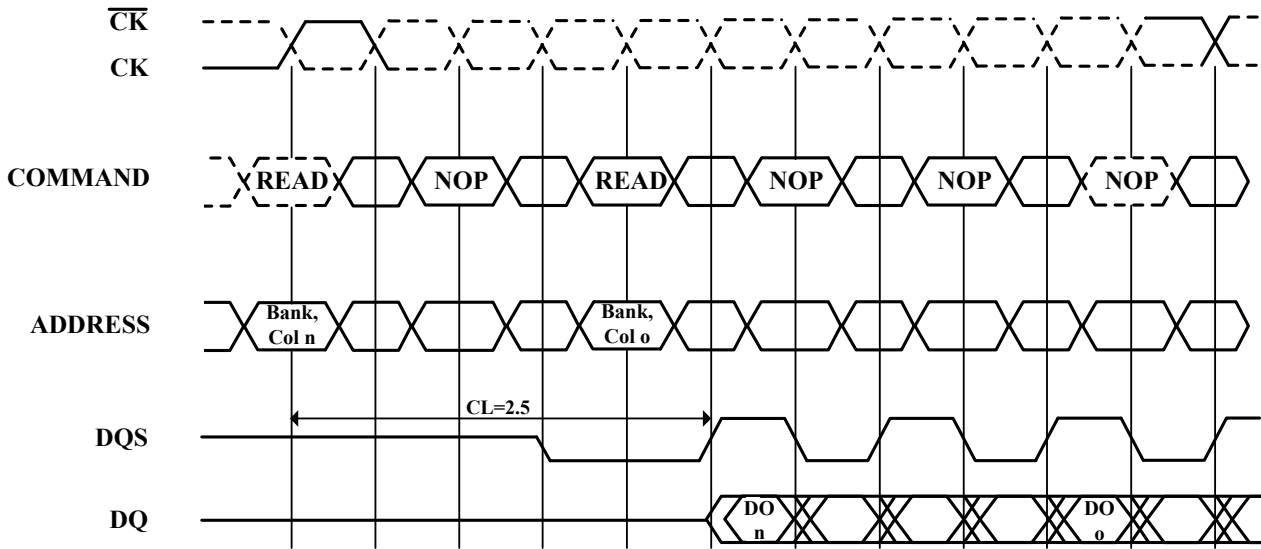 CK
CK
COMMAND
READ
NOP
READ
NOP
NOP
NOP
ADDRESS
Bank,
Col n
Bank,
Col o
CL=2.5
DQS
DQ
DO
n
DO
o